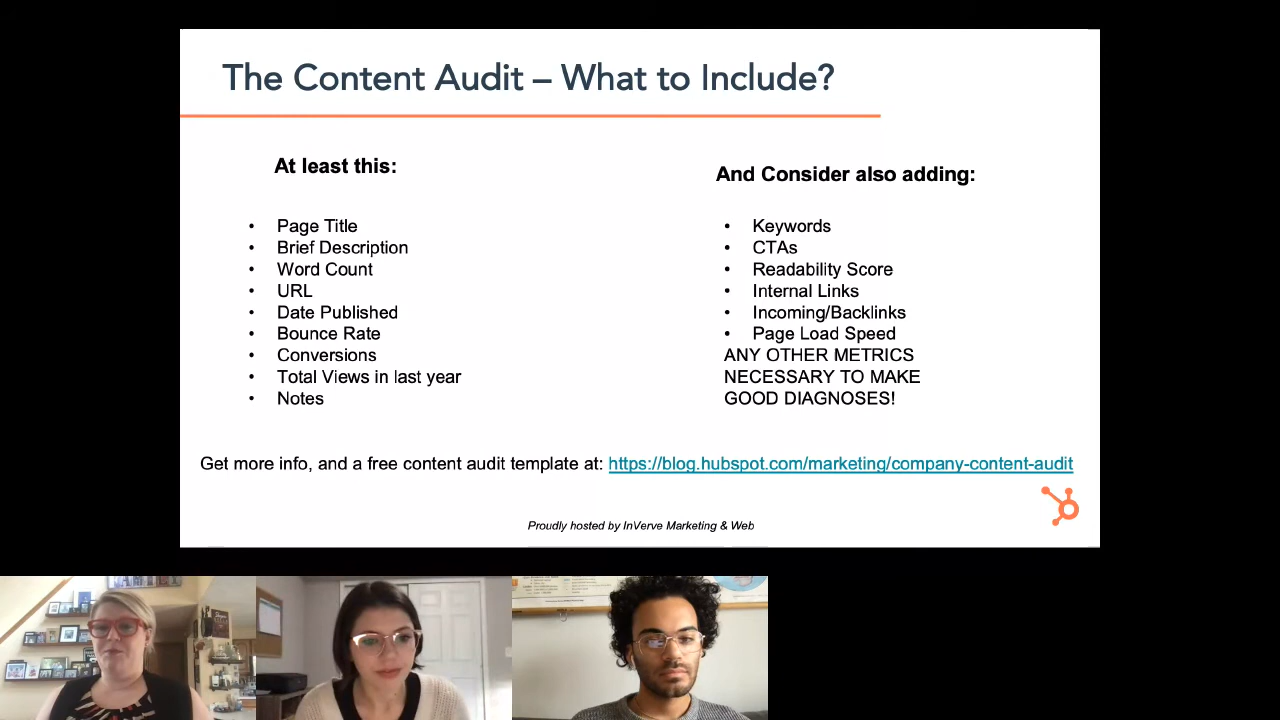 The Content Audit – What to Include?
At least this:
• Page Title
• Brief Description
• Word Count
• URL
• Date Published
• Bounce Rate
• Conversions
• Total Views in last year
• Notes
And Consider also adding:
• Keywords
• CTAs
• Readability Score
• Internal Links
• Incoming/Backlinks
• Page Load Speed
ANY OTHER METRICS
NECESSARY TO MAKE
GOOD DIAGNOSES!
Get more info, and a free content audit template at: https://blog.hubspot.com/marketing/company-content-audit
Proudly hosted by InVerve Marketing & Web